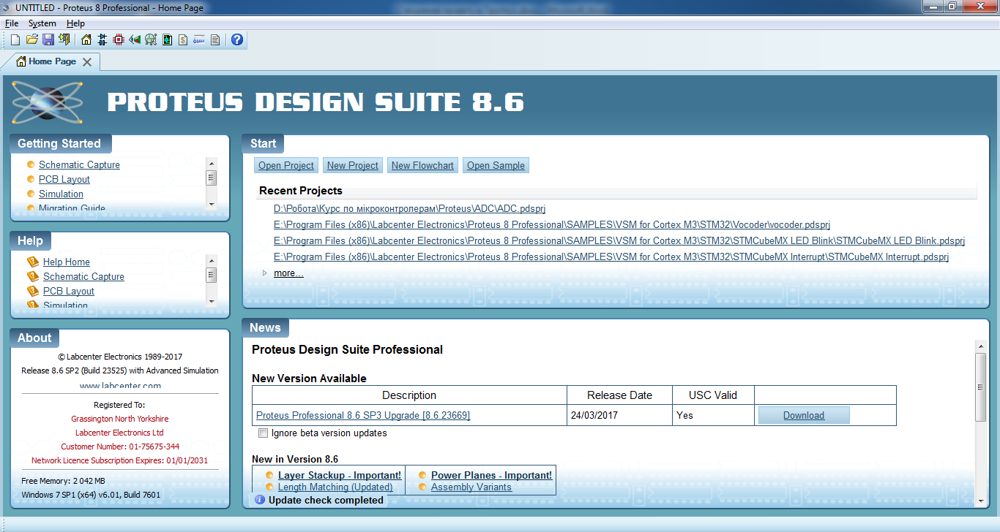 UNTITLED - Proteus 8 Professional - Home Page
File System Help
Home Page
PROTEUS DESIGN SUITE 8.6
Getting Started
Schematic Capture
PCB Layout
Simulation
Migration Guide
Help
Help Home
Schematic Capture
PCB Layout
Simulation
About
© Labcenter Electronics 1989-2017
Release 8.6 SP2 (Build 23525) with Advanced Simulation
www.labcenter.com
Registered To:
Grassington North Yorkshire
Labcenter Electronics Ltd
Customer Number: 01-75675-344
Network Licence Subscription Expires: 01/01/2031
Free Memory: 2 042 MB
Windows 7 SP1 (x64) v6.01, Build 7601
Start
Open Project New Project New Flowchart Open Sample
Recent Projects
D:\Робота\Курс по мікроконтролерам\Proteus\ADC\ADC.pdsprj
E:\Program Files (x86)\Labcenter Electronics\Proteus 8 Professional\SAMPLES\VSM for Cortex M3\STM32\Vocoder\vocoder.pdsprj
E:\Program Files (x86)\Labcenter Electronics\Proteus 8 Professional\SAMPLES\VSM for Cortex M3\STM32\STMCubeMX LED Blink\STMCubeMX LED Blink.pdsprj
E:\Program Files (x86)\Labcenter Electronics\Proteus 8 Professional\SAMPLES\VSM for Cortex M3\STM32\STMCubeMX Interrupt\STMCubeMX Interrupt.pdsprj
more...
News
Proteus Design Suite Professional
New Version Available
Description Release Date USC Valid
Proteus Professional 8.6 SP3 Upgrade [8.6.23669] 24/03/2017 Yes Download
Ignore beta version updates
New in Version 8.6
Layer Stackup - Important! Power Planes - Important!
Length Matching (Updated) Assembly Variants
Update check completed